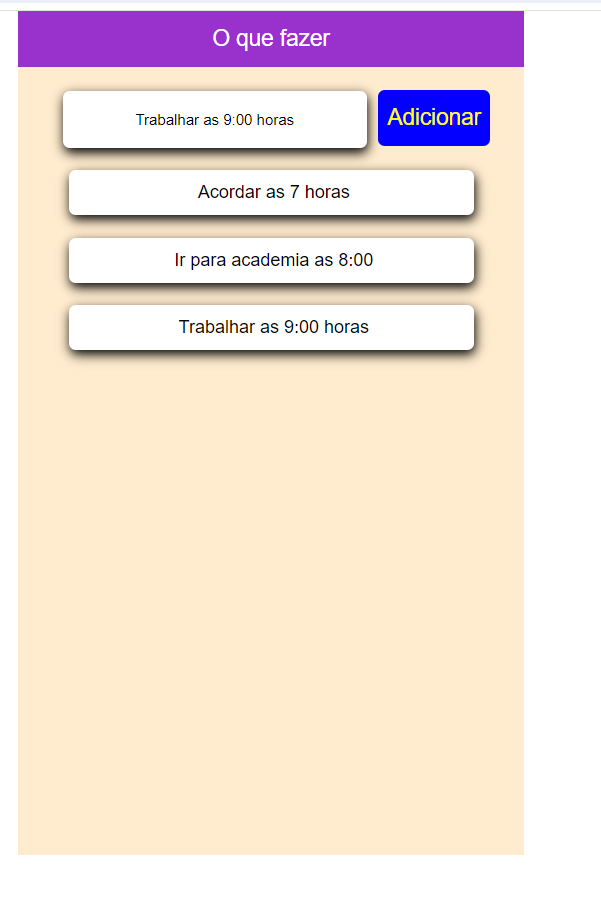 O que fazer
Trabalhar as 9:00 horas
Adicionar
Acordar as 7 horas
Ir para academia as 8:00
Trabalhar as 9:00 horas